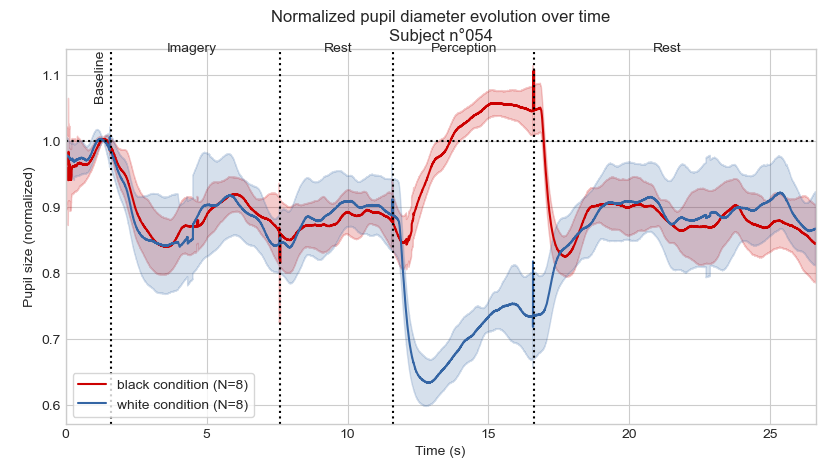 Normalized pupil diameter evolution over time
Subject n°054
Baseline
Imagery
Rest
Perception
Rest
Pupil size (normalized)
1.1
1.0
0.9
0.8
0.7
0.6
black condition (N=8)
white condition (N=8)
0
5
10
15
20
25
Time (s)